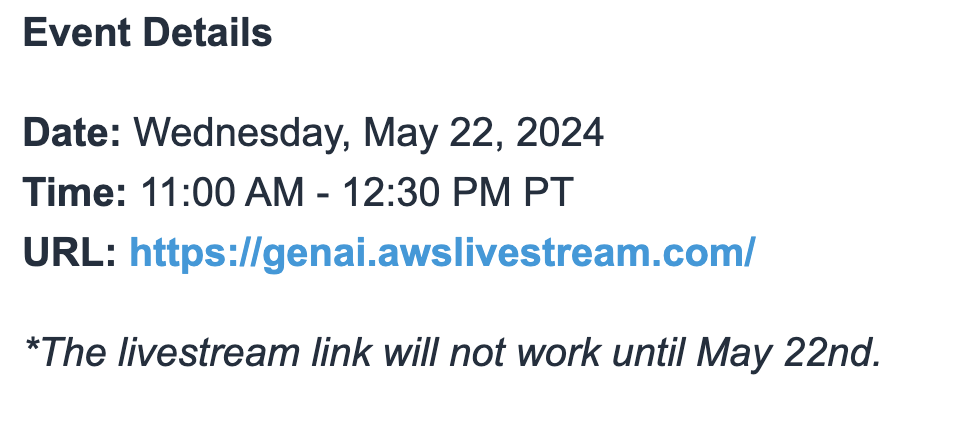 Event Details
Date: Wednesday, May 22, 2024
Time: 11:00 AM - 12:30 PM PT
URL: https://genai.awslivestream.com/
*The livestream link will not work until May 22nd.